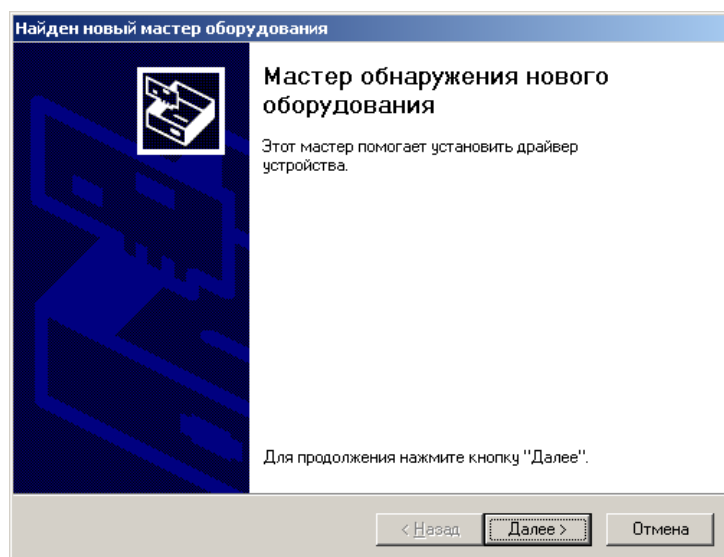 Найден новый мастер оборудования
Мастер обнаружения нового
оборудования
Этот мастер помогает установить драйвер
устройства.
Для продолжения нажмите кнопку "Далее".
< Назад Далее > Отмена